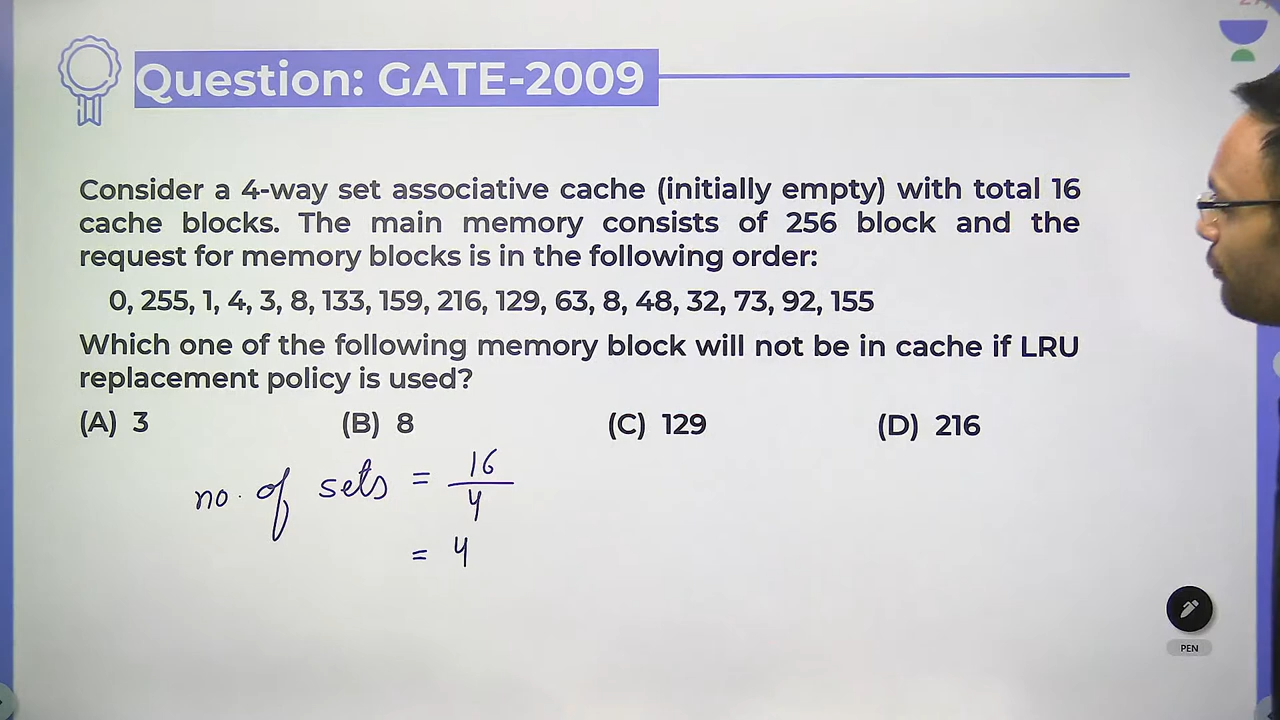 Question: GATE-2009
Consider a 4-way set associative cache (initially empty) with total 16
cache blocks. The main memory consists of 256 block and the
request for memory blocks is in the following order:
0, 255, 1, 4, 3, 8, 133, 159, 216, 129, 63, 8, 48, 32, 73, 92, 155
Which one of the following memory block will not be in cache if LRU
replacement policy is used?
(A) 3 (B) 8 (C) 129 (D) 216
no. of sets = 16
4
= 4
PEN